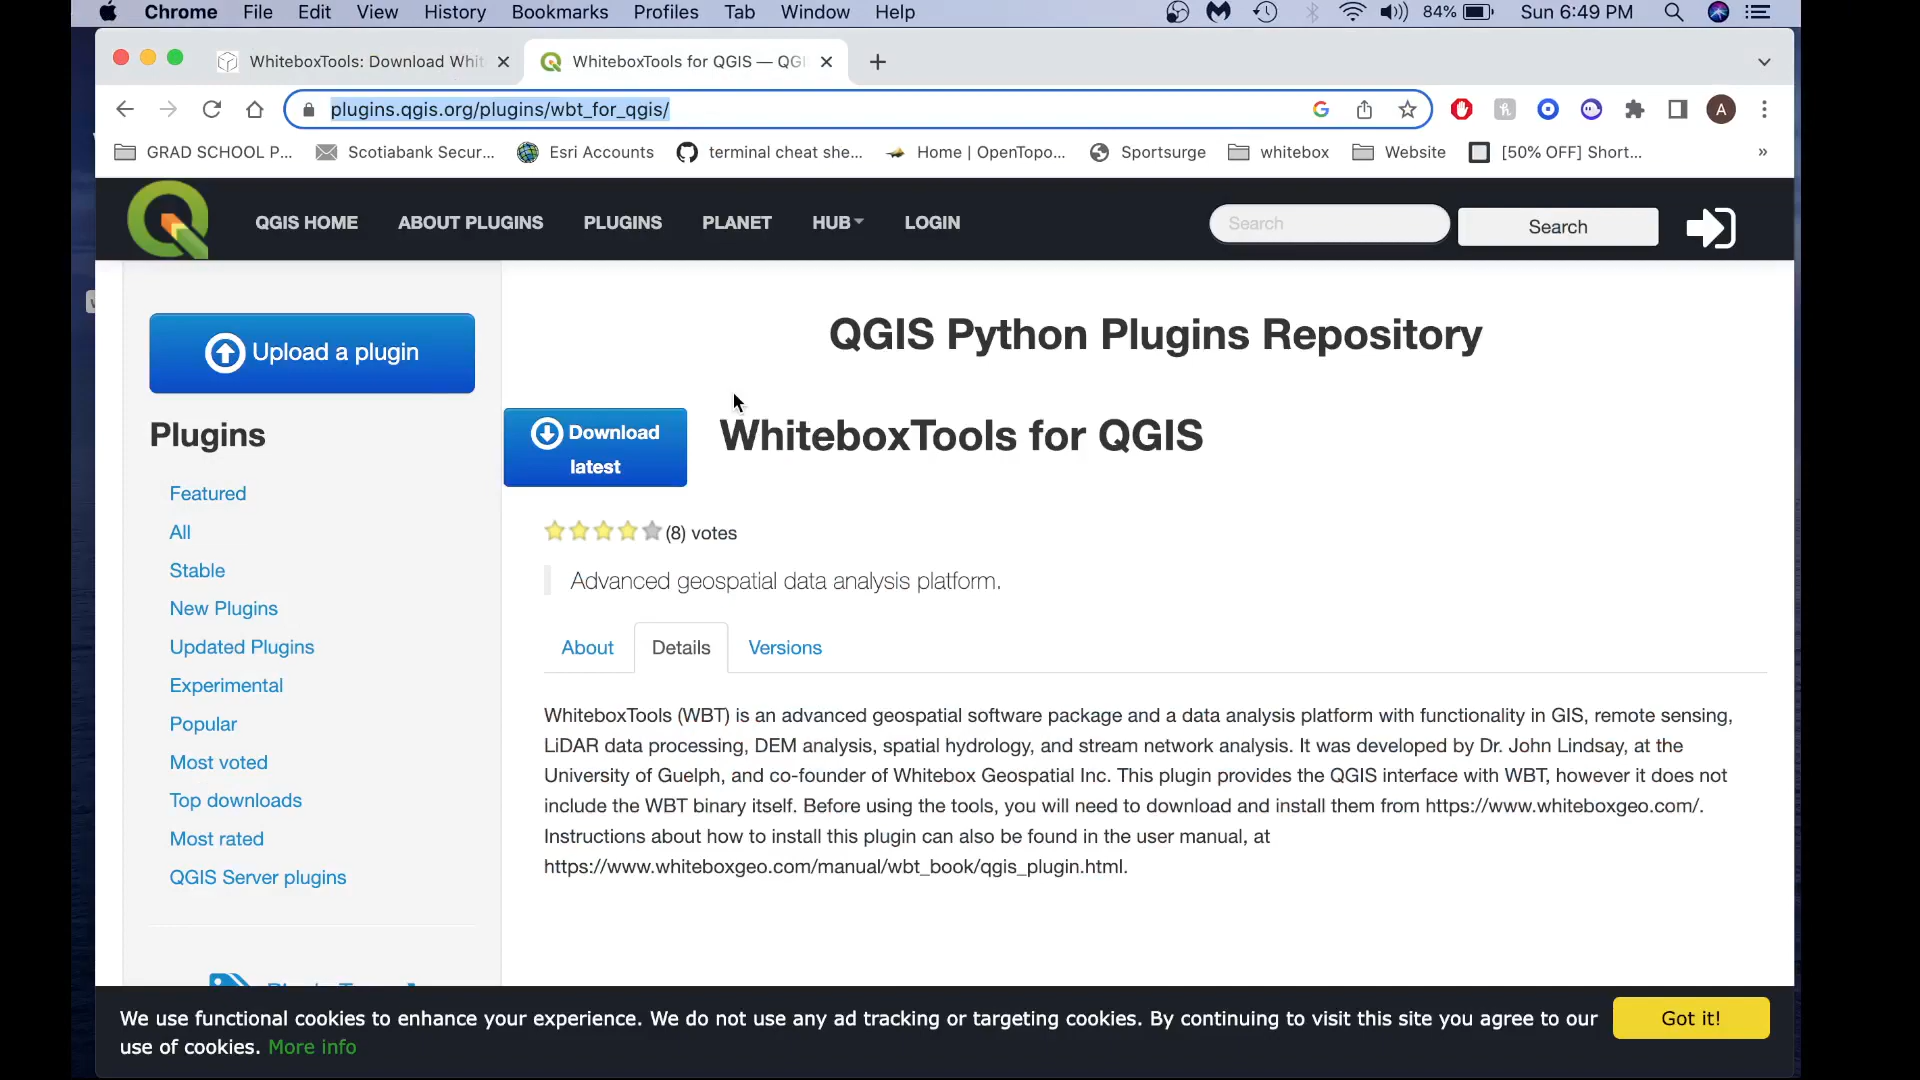 Chrome File Edit View History Bookmarks Profiles Tab Window Help 84% Sun 6:49 PM
WhiteboxTools: Download Whit WhiteboxTools for QGIS — QGI
plugins.qgis.org/plugins/wbt_for_qgis/ A
GRAD SCHOOL P... Scotiabank Secur... Esri Accounts terminal cheat she... Home | OpenTopo... Sportsurge whitebox Website [50% OFF] Short... »
QGIS HOME ABOUT PLUGINS PLUGINS PLANET HUB LOGIN Search Search
Upload a plugin
QGIS Python Plugins Repository
Plugins
Download latest
WhiteboxTools for QGIS
Featured
All
Stable
New Plugins
Updated Plugins
Experimental
Popular
Most voted
Top downloads
Most rated
QGIS Server plugins
(8) votes
Advanced geospatial data analysis platform.
About Details Versions
WhiteboxTools (WBT) is an advanced geospatial software package and a data analysis platform with functionality in GIS, remote sensing,
LiDAR data processing, DEM analysis, spatial hydrology, and stream network analysis. It was developed by Dr. John Lindsay, at the
University of Guelph, and co-founder of Whitebox Geospatial Inc. This plugin provides the QGIS interface with WBT, however it does not
include the WBT binary itself. Before using the tools, you will need to download and install them from https://www.whiteboxgeo.com/.
Instructions about how to install this plugin can also be found in the user manual, at
https://www.whiteboxgeo.com/manual/wbt_book/qgis_plugin.html.
We use functional cookies to enhance your experience. We do not use any ad tracking or targeting cookies. By continuing to visit this site you agree to our
use of cookies. More info
Got it!